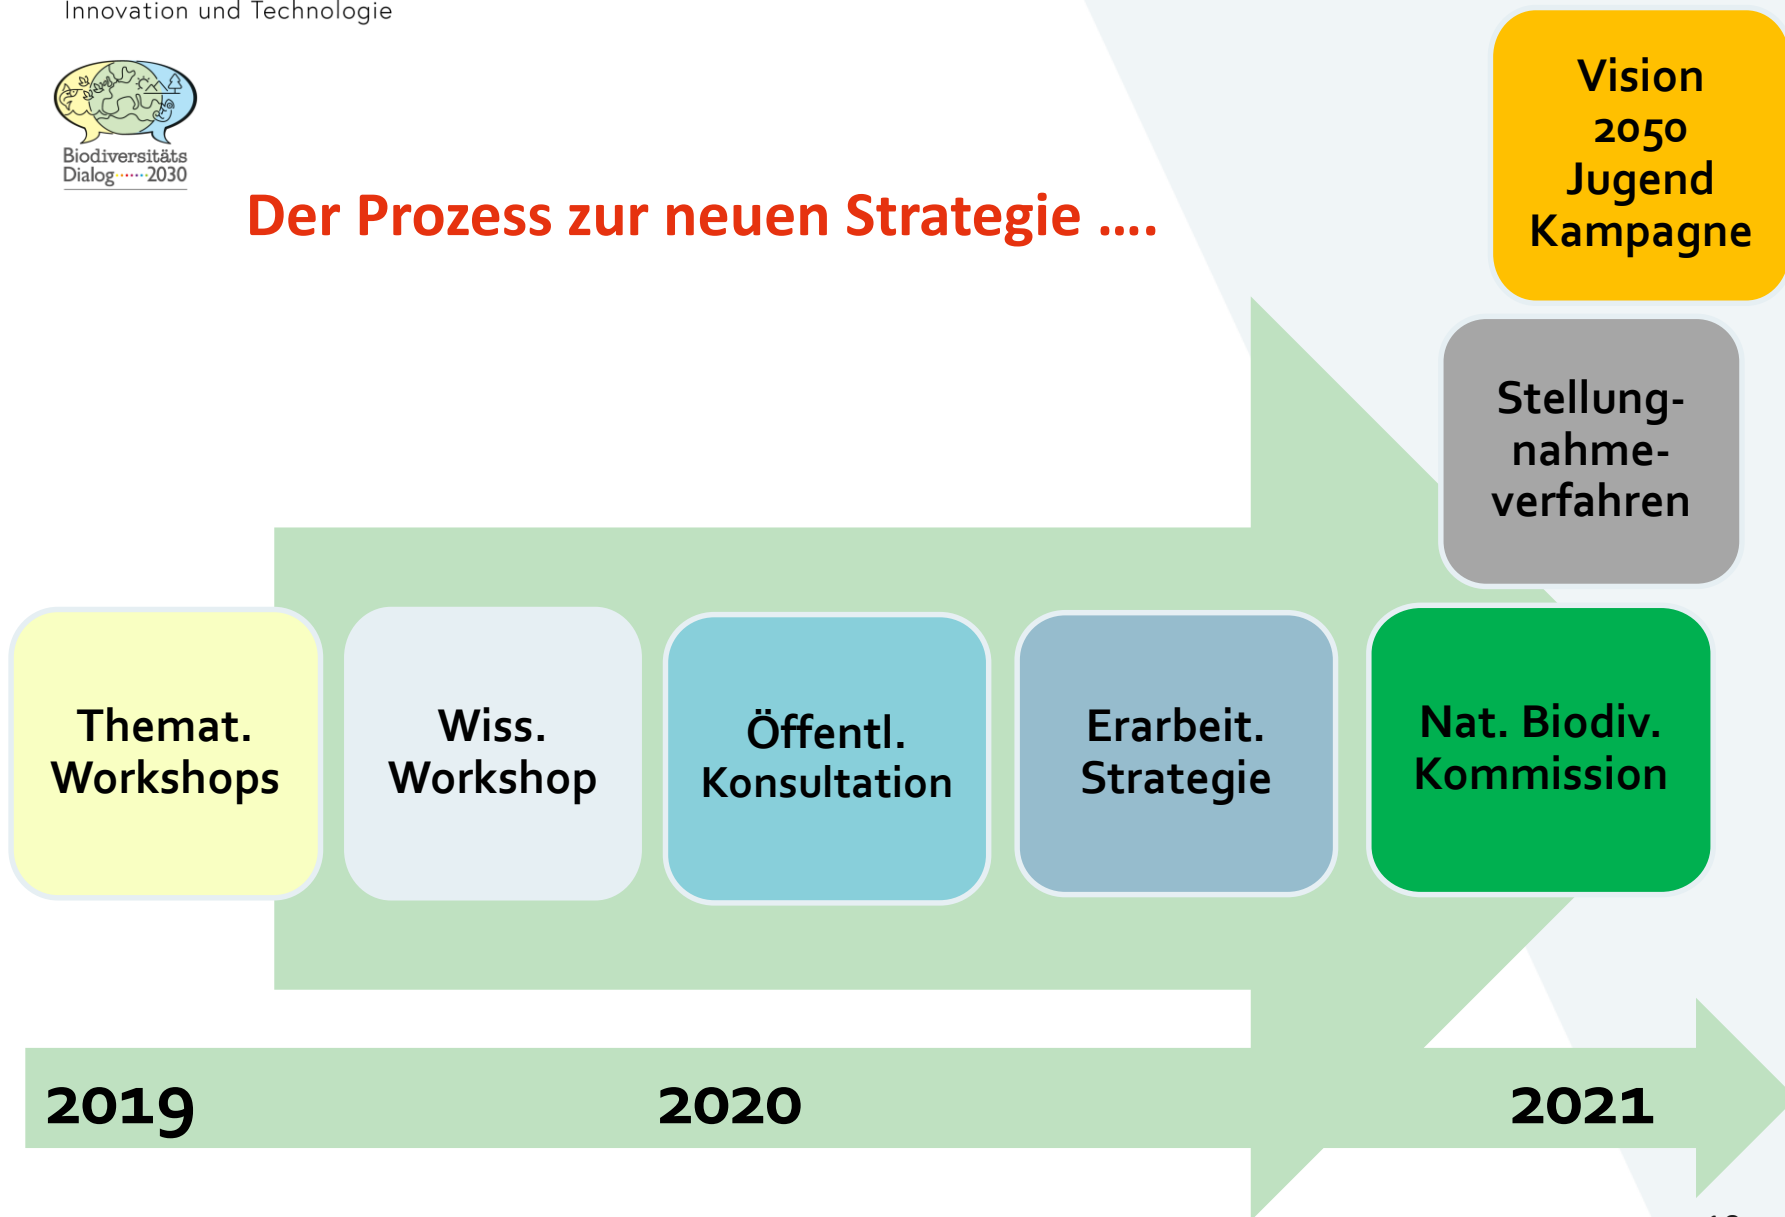 Innovation und Technologie
Biodiversitäts
Dialog ······2030
Der Prozess zur neuen Strategie ....
Vision
2050
Jugend
Kampagne
Stellung-
nahme-
verfahren
Themat.
Workshops
Wiss.
Workshop
Öffentl.
Konsultation
Erarbeit.
Strategie
Nat. Biodiv.
Kommission
2019
2020
2021